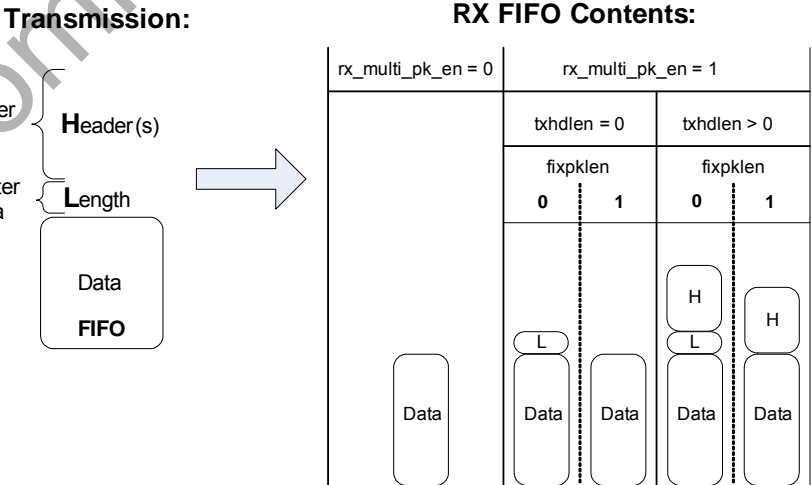 Transmission:
RX FIFO Contents:
rx_multi_pk_en = 0
rx_multi_pk_en = 1
Header(s)
txhdlen = 0
txhdlen > 0
fixpklen
fixpklen
Length
0
1
0
1
Data
FIFO
H
H
L
L
Data
Data
Data
Data
Data